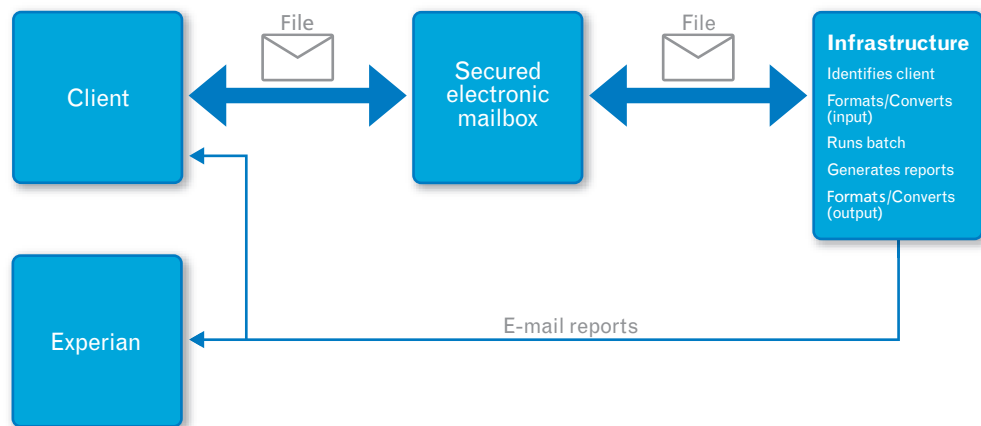 File
File
Client
Secured
electronic
mailbox
Infrastructure
Identifies client
Formats/Converts
(input)
Runs batch
Generates reports
Formats/Converts
(output)
Experian
E-mail reports